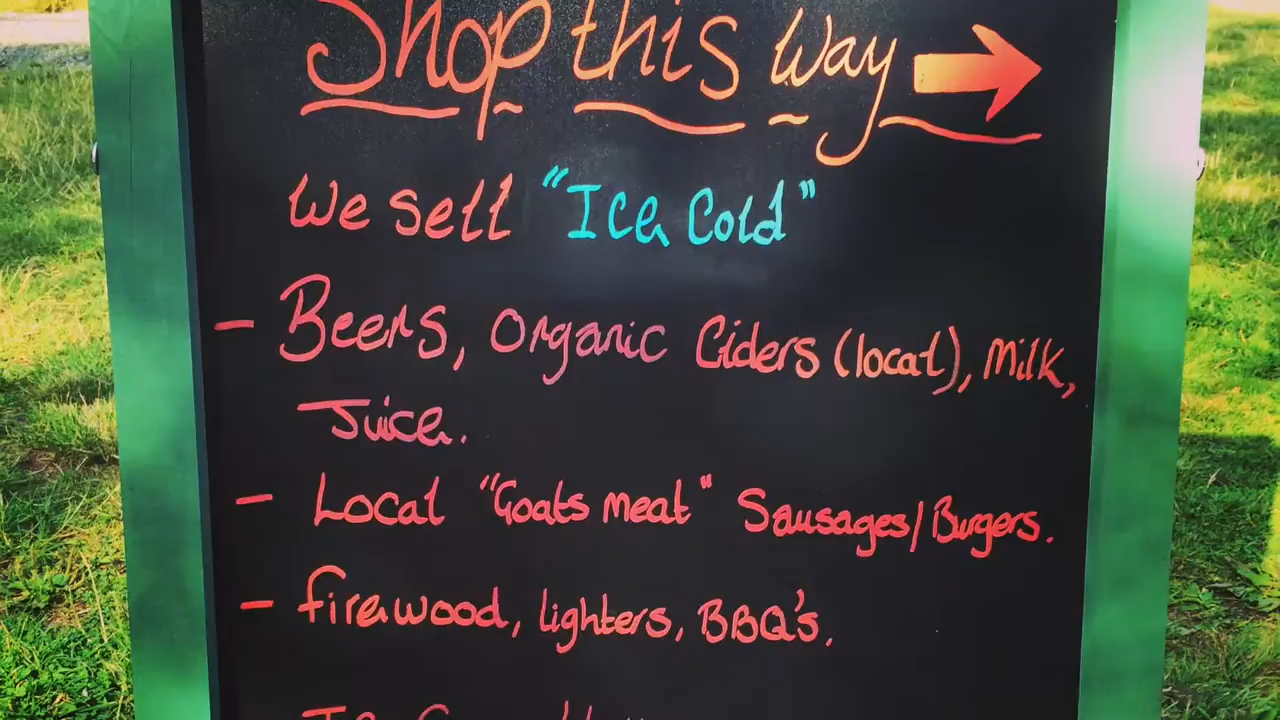 Shop this way
We sell "Ice Cold"
- Beers, Organic Ciders (local), Milk,
Juice.
- Local "Goats meat" Sausages/Burgers.
- firewood, lighters, BBQ's.